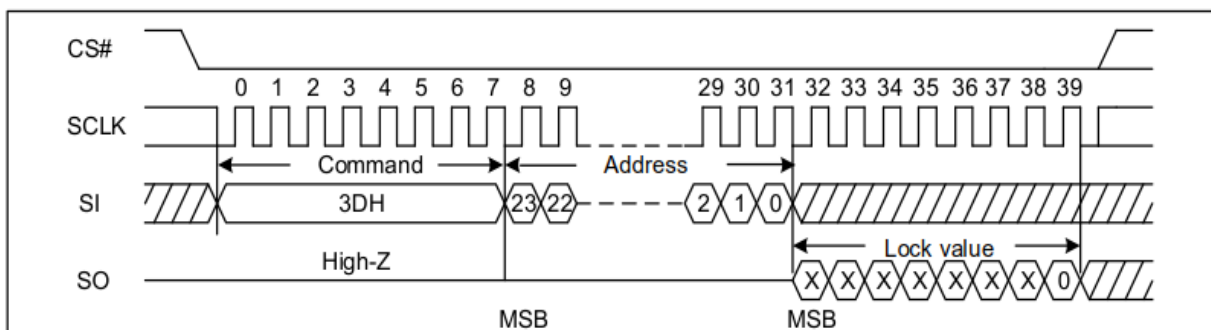 CS#
0 1 2 3 4 5 6 7 8 9 29 30 31 32 33 34 35 36 37 38 39
SCLK
Command Address
SI 3DH 23 22 2 1 0
Lock value
High-Z
SO X X X X X X X 0
MSB MSB